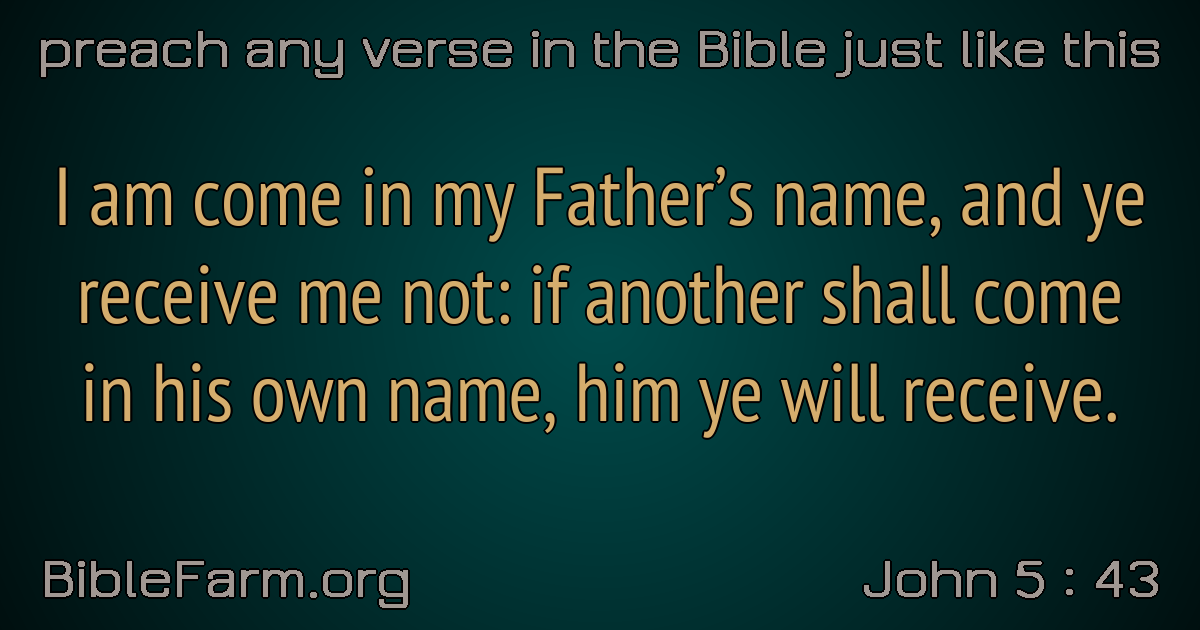 preach any verse in the Bible just like this
I am come in my Father’s name, and ye
receive me not: if another shall come
in his own name, him ye will receive.
BibleFarm.org
John 5 : 43